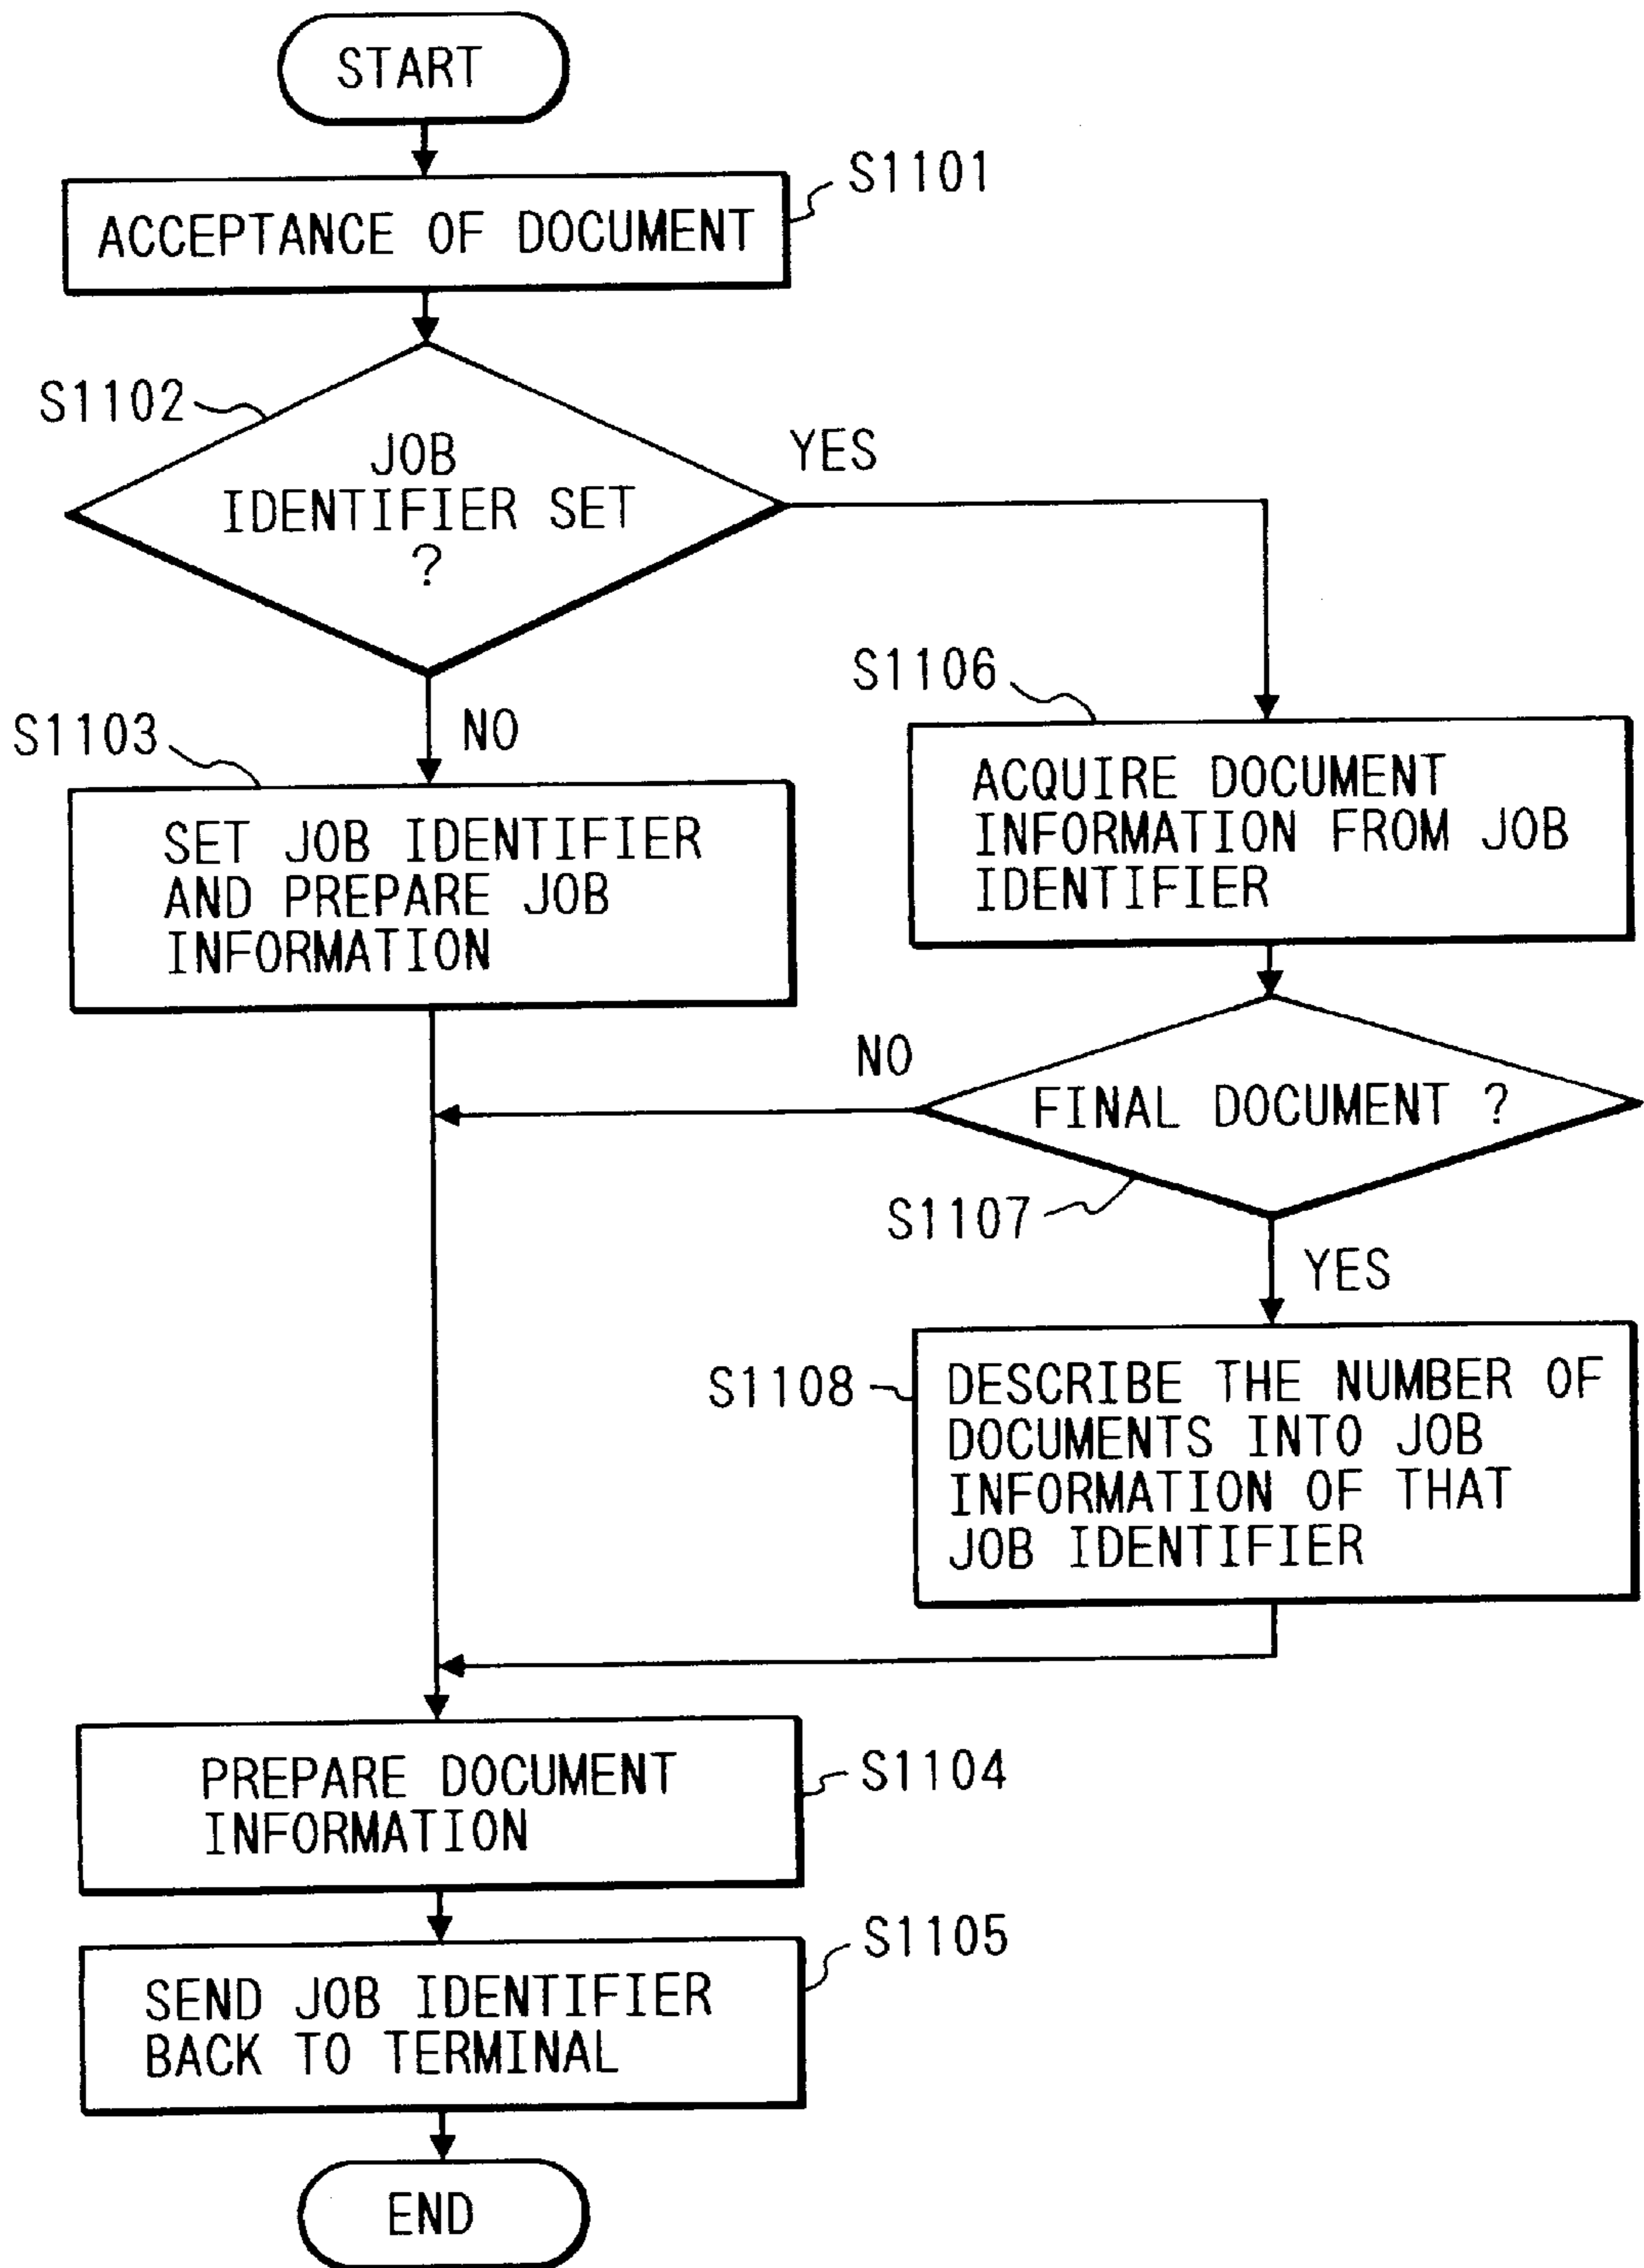 START
S1101
ACCEPTANCE OF DOCUMENT
S1102
JOB
IDENTIFIER SET
?
YES
S1103
NO
SET JOB IDENTIFIER
AND PREPARE JOB
INFORMATION
S1106
ACQUIRE DOCUMENT
INFORMATION FROM JOB
IDENTIFIER
NO
FINAL DOCUMENT ?
S1107
YES
S1108
DESCRIBE THE NUMBER OF
DOCUMENTS INTO JOB
INFORMATION OF THAT
JOB IDENTIFIER
PREPARE DOCUMENT
INFORMATION
S1104
SEND JOB IDENTIFIER
BACK TO TERMINAL
S1105
END